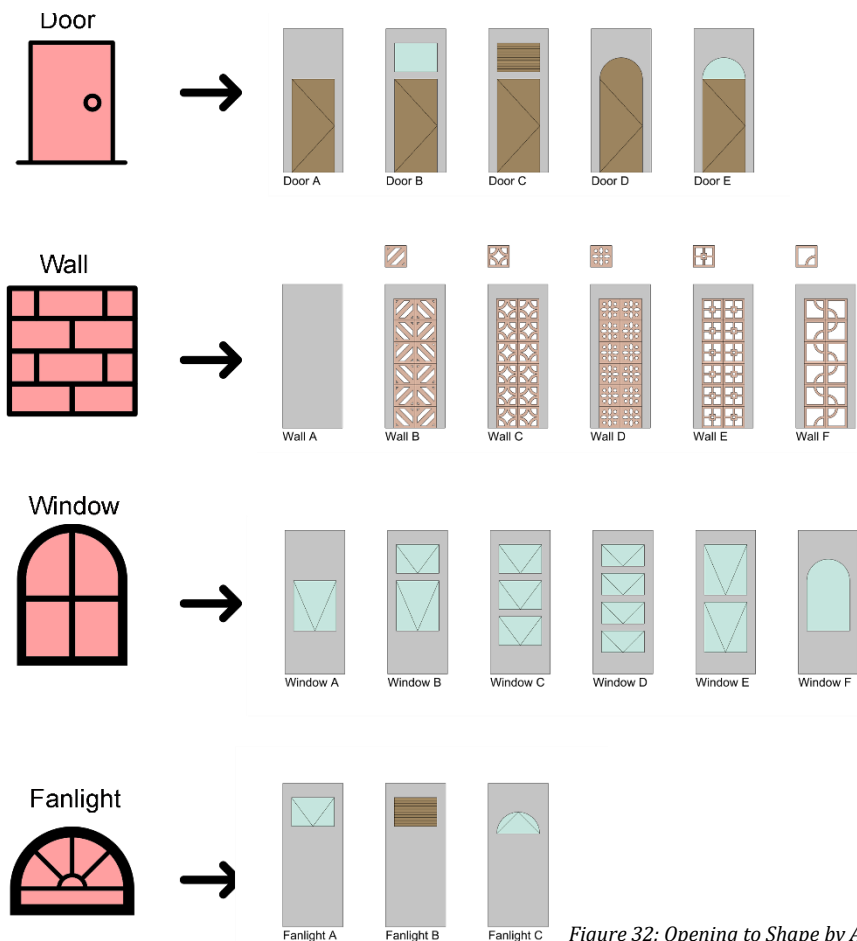 Door
Door A
Door B
Door C
Door D
Door E
Wall
Wall A
Wall B
Wall C
Wall D
Wall E
Wall F
Window
Window A
Window B
Window C
Window D
Window E
Window F
Fanlight
Fanlight A
Fanlight B
Fanlight C
Figure 32: Opening to Shape by A